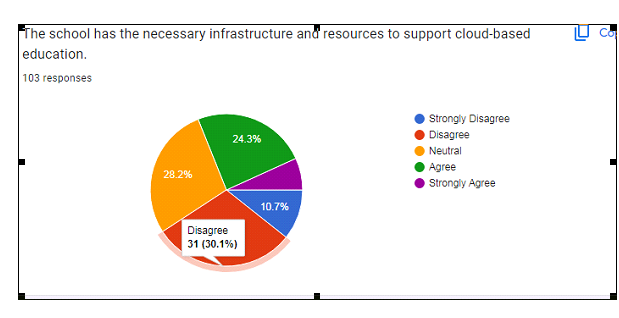 The school has the necessary infrastructure and resources to support cloud-based
education.
103 responses
24.3%
28.2%
10.7%
Disagree
31 (30.1%)
Strongly Disagree
Disagree
Neutral
Agree
Strongly Agree